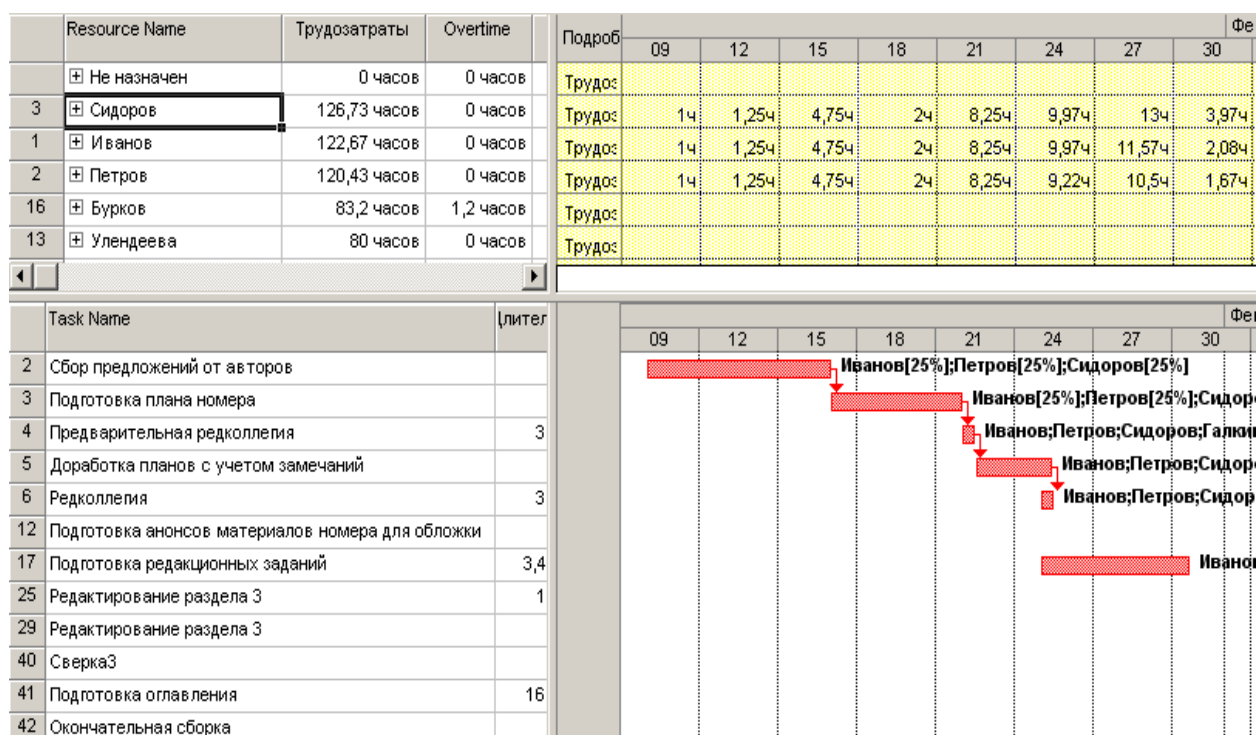 Resource Name Трудозатраты Overtime Подроб Фе
09 12 15 18 21 24 27 30
Не назначен 0 часов 0 часов Трудоз
3 Сидоров 126,73 часов 0 часов Трудоз 1ч 1,25ч 4,75ч 2ч 8,25ч 9,97ч 13ч 3,97ч
1 Иванов 122,67 часов 0 часов Трудоз 1ч 1,25ч 4,75ч 2ч 8,25ч 9,97ч 11,57ч 2,08ч
2 Петров 120,43 часов 0 часов Трудоз 1ч 1,25ч 4,75ч 2ч 8,25ч 9,22ч 10,5ч 1,67ч
16 Бурков 83,2 часов 1,2 часов Трудоз
13 Улендеева 80 часов 0 часов Трудоз
Task Name Длител Фе
09 12 15 18 21 24 27 30
2 Сбор предложений от авторов Иванов[25%];Петров[25%];Сидоров[25%]
3 Подготовка плана номера Иванов[25%];Петров[25%];Сидор
4 Предварительная редколлегия 3 Иванов;Петров;Сидоров;Галки
5 Доработка планов с учетом замечаний Иванов;Петров;Сидор
6 Редколлегия 3 Иванов;Петров;Сидор
12 Подготовка анонсов материалов номера для обложки
17 Подготовка редакционных заданий 3,4 Ивано
25 Редактирование раздела 3 1
29 Редактирование раздела 3
40 Сверка3
41 Подготовка оглавления 16
42 Окончательная сборка